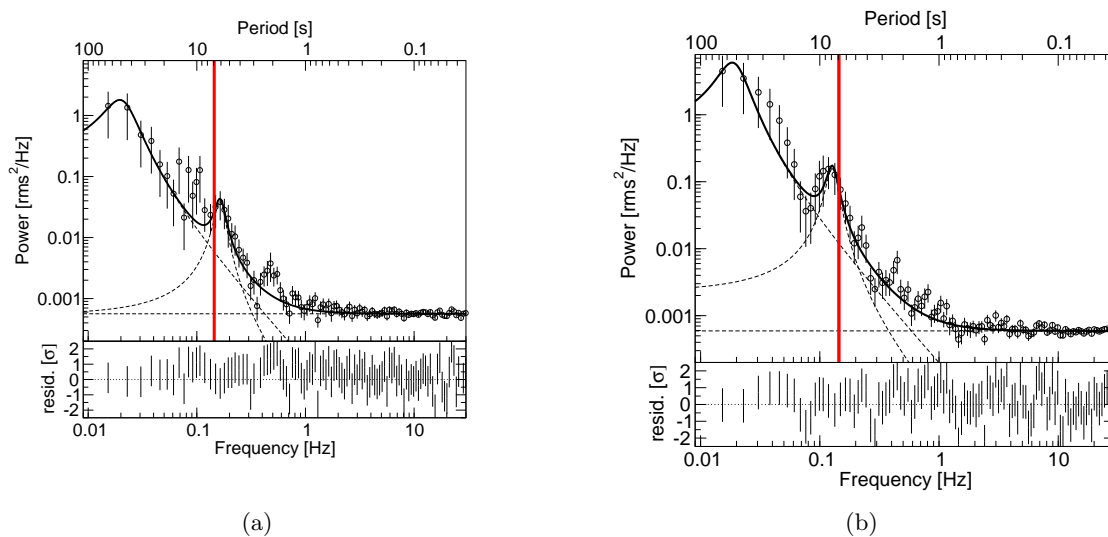 Period [s]
100 10 1 0.1
Power [rms²/Hz]
1
0.1
0.01
0.001
resid. [σ]
2
1
0
-1
-2
0.01 0.1 1 10
Frequency [Hz]
(a)
Period [s]
100 10 1 0.1
Power [rms²/Hz]
1
0.1
0.01
0.001
resid. [σ]
2
1
0
-1
-2
0.01 0.1 1 10
Frequency [Hz]
(b)